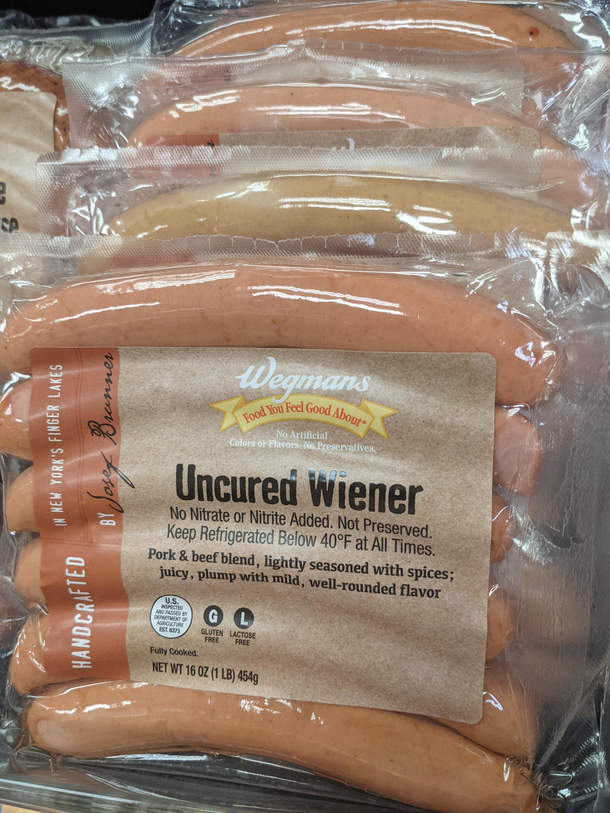 Wegmans
Food You Feel Good About®
No Artificial
Colors or Flavors. No Preservatives.
Uncured Wiener
No Nitrate or Nitrite Added. Not Preserved.
Keep Refrigerated Below 40°F at All Times.
Pork & beef blend, lightly seasoned with spices;
juicy, plump with mild, well-rounded flavor
U.S.
INSPECTED
AND PASSED BY
DEPARTMENT OF
AGRICULTURE
EST. 6373
G
GLUTEN
FREE
L
LACTOSE
FREE
Fully Cooked.
NET WT 16 OZ (1 LB) 454g
HANDCRAFTED
BY Josef Brunner
IN NEW YORK'S FINGER LAKES